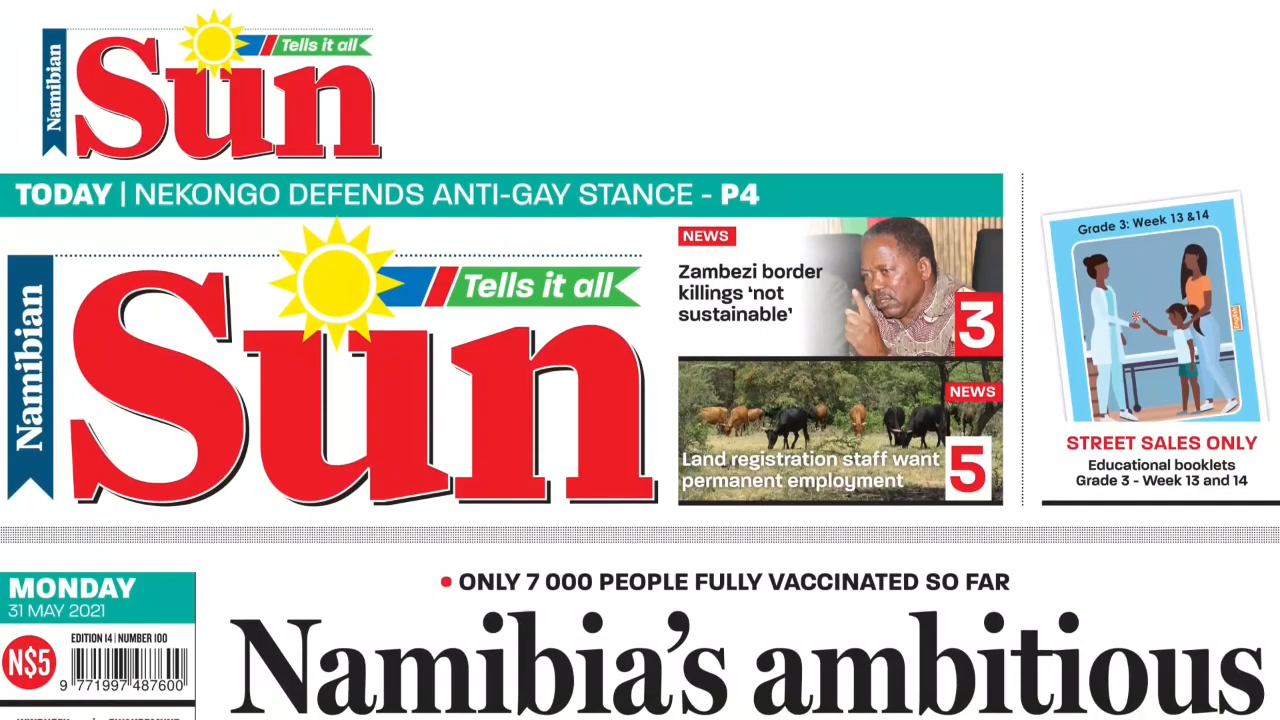 Namibian
Sun
Tells it all
TODAY | NEKONGO DEFENDS ANTI-GAY STANCE - P4
Namibian
Sun
Tells it all
NEWS
Zambezi border
killings ‘not
sustainable’
3
NEWS
Land registration staff want
permanent employment
5
Grade 3: Week 13 &14
English
STREET SALES ONLY
Educational booklets
Grade 3 - Week 13 and 14
MONDAY
31 MAY 2021
EDITION 14 | NUMBER 100
N$5
9 771997 487600
• ONLY 7 000 PEOPLE FULLY VACCINATED SO FAR
Namibia’s ambitious